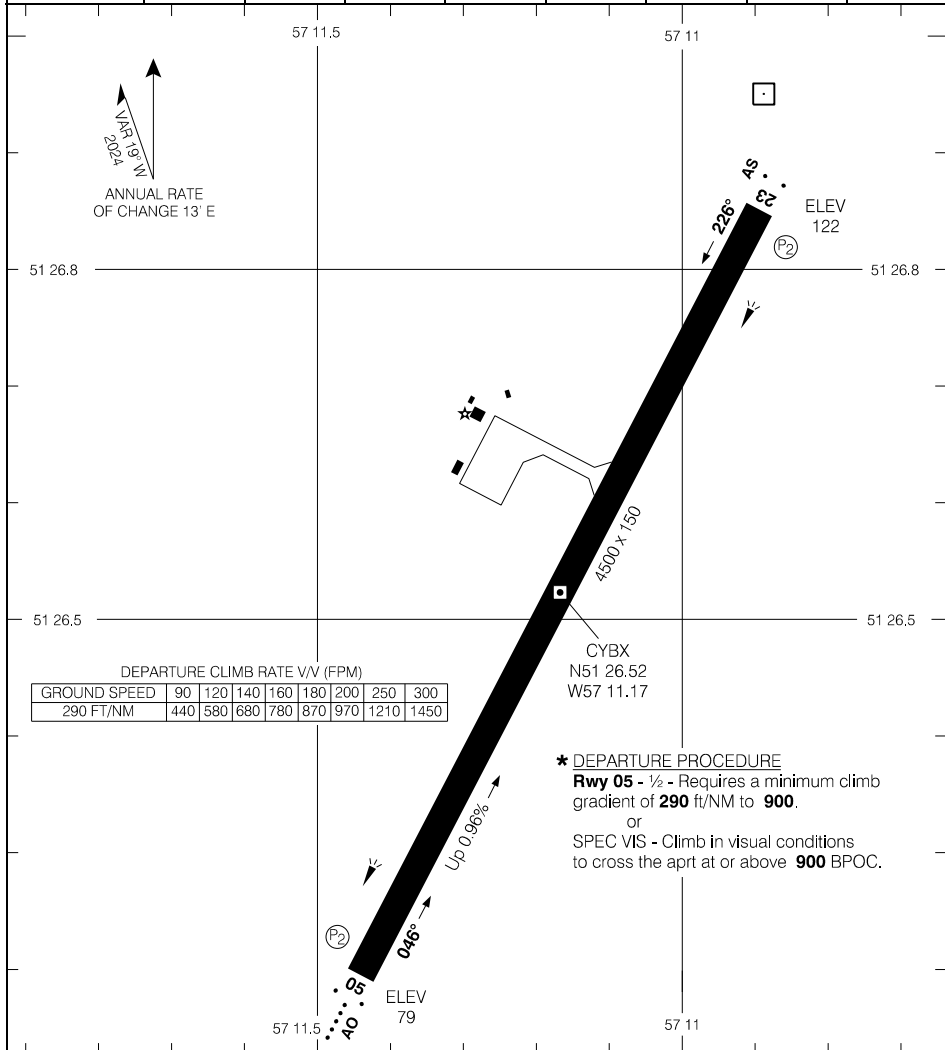 57 11.5
57 11
VAR 19° W
2024
ANNUAL RATE
OF CHANGE 13' E
AS
23
ELEV
122
226°
P2
51 26.8
51 26.8
4500 x 150
51 26.5
51 26.5
CYBX
N51 26.52
W57 11.17
DEPARTURE CLIMB RATE V/V (FPM)
GROUND SPEED 90 120 140 160 180 200 250 300
290 FT/NM 440 580 680 780 870 970 1210 1450
* DEPARTURE PROCEDURE
Rwy 05 - ½ - Requires a minimum climb
gradient of 290 ft/NM to 900.
or
SPEC VIS - Climb in visual conditions
to cross the aprt at or above 900 BPOC.
Up 0.96%
046°
P2
05
AO
ELEV
79
57 11.5
57 11